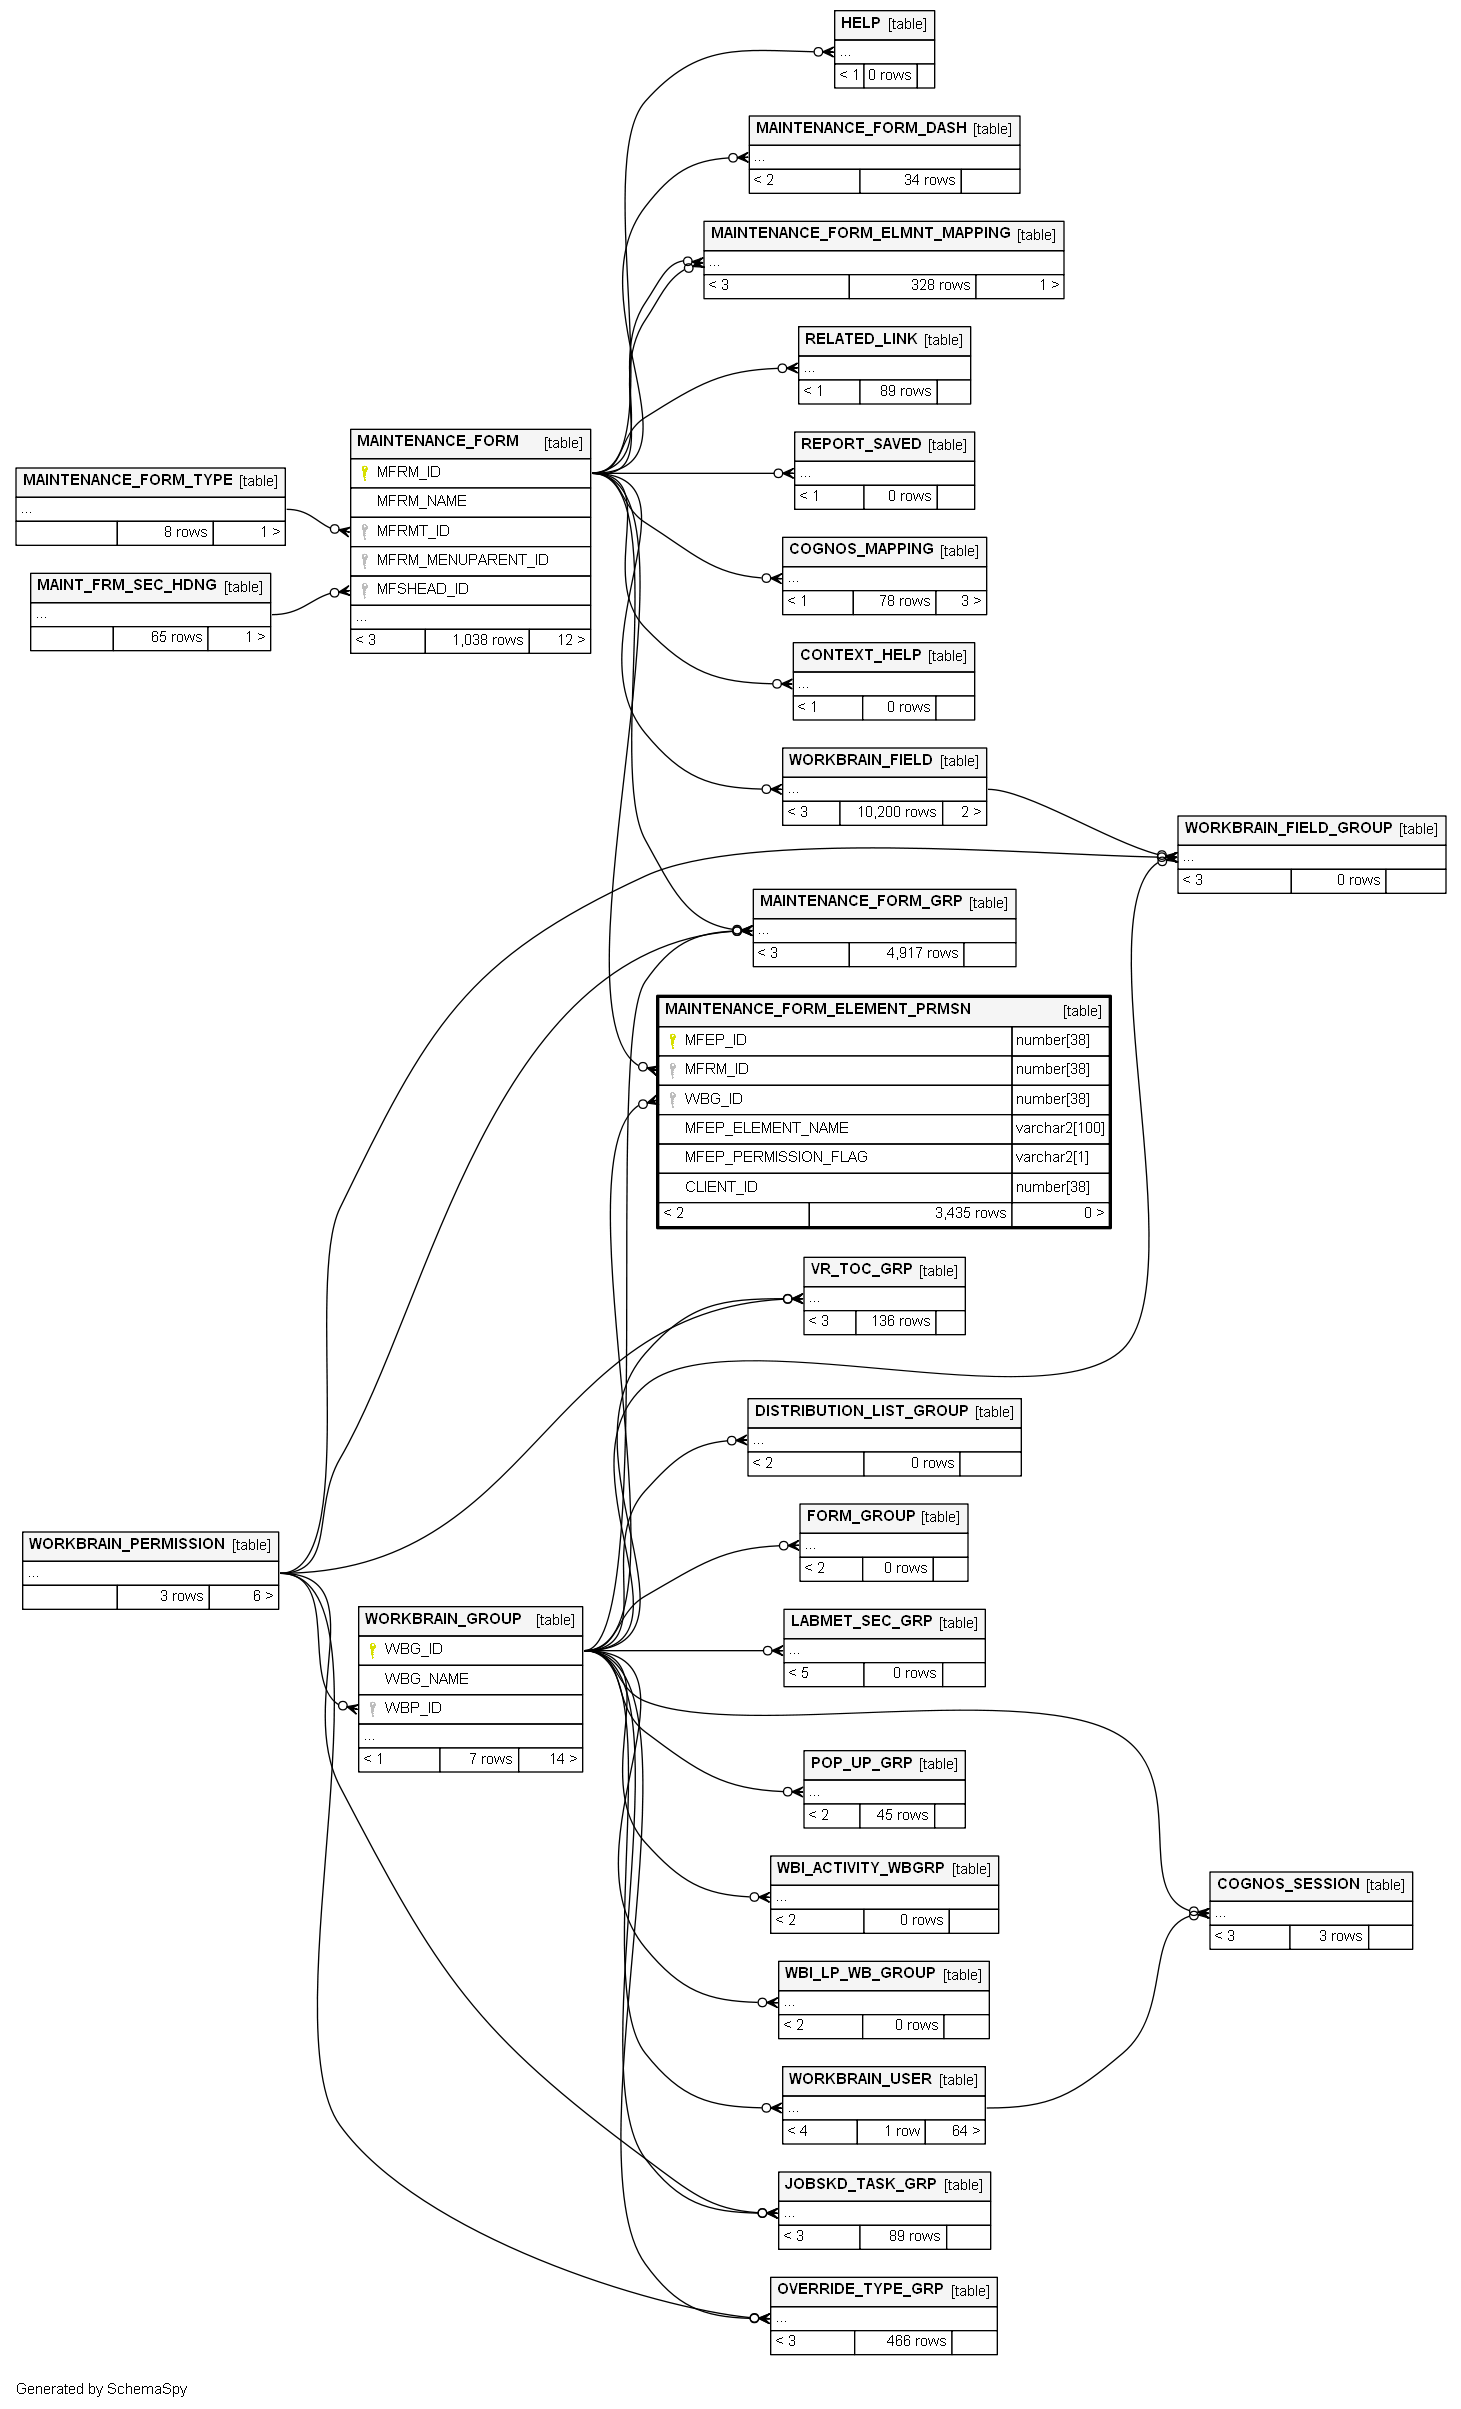 HELP [table]
...
< 1 0 rows
MAINTENANCE_FORM_DASH [table]
...
< 2 34 rows
MAINTENANCE_FORM_ELMNT_MAPPING [table]
...
< 3 328 rows 1 >
RELATED_LINK [table]
...
< 1 89 rows
MAINTENANCE_FORM [table]
MFRM_ID
MFRM_NAME
MFRMT_ID
MFRM_MENUPARENT_ID
MFSHEAD_ID
...
< 3 1,038 rows 12 >
REPORT_SAVED [table]
...
< 1 0 rows
MAINTENANCE_FORM_TYPE [table]
...
8 rows 1 >
COGNOS_MAPPING [table]
...
< 1 78 rows 3 >
MAINT_FRM_SEC_HDNG [table]
...
65 rows 1 >
CONTEXT_HELP [table]
...
< 1 0 rows
WORKBRAIN_FIELD [table]
...
< 3 10,200 rows 2 >
WORKBRAIN_FIELD_GROUP [table]
...
< 3 0 rows
MAINTENANCE_FORM_GRP [table]
...
< 3 4,917 rows
MAINTENANCE_FORM_ELEMENT_PRMSN [table]
MFEP_ID number[38]
MFRM_ID number[38]
WBG_ID number[38]
MFEP_ELEMENT_NAME varchar2[100]
MFEP_PERMISSION_FLAG varchar2[1]
CLIENT_ID number[38]
< 2 3,435 rows 0 >
VR_TOC_GRP [table]
...
< 3 136 rows
DISTRIBUTION_LIST_GROUP [table]
...
< 2 0 rows
FORM_GROUP [table]
...
< 2 0 rows
WORKBRAIN_PERMISSION [table]
...
3 rows 6 >
WORKBRAIN_GROUP [table]
WBG_ID
WBG_NAME
WBP_ID
...
< 1 7 rows 14 >
LABMET_SEC_GRP [table]
...
< 5 0 rows
POP_UP_GRP [table]
...
< 2 45 rows
WBI_ACTIVITY_WBGRP [table]
...
< 2 0 rows
COGNOS_SESSION [table]
...
< 3 3 rows
WBI_LP_WB_GROUP [table]
...
< 2 0 rows
WORKBRAIN_USER [table]
...
< 4 1 row 64 >
JOBSKD_TASK_GRP [table]
...
< 3 89 rows
OVERRIDE_TYPE_GRP [table]
...
< 3 466 rows
Generated by SchemaSpy